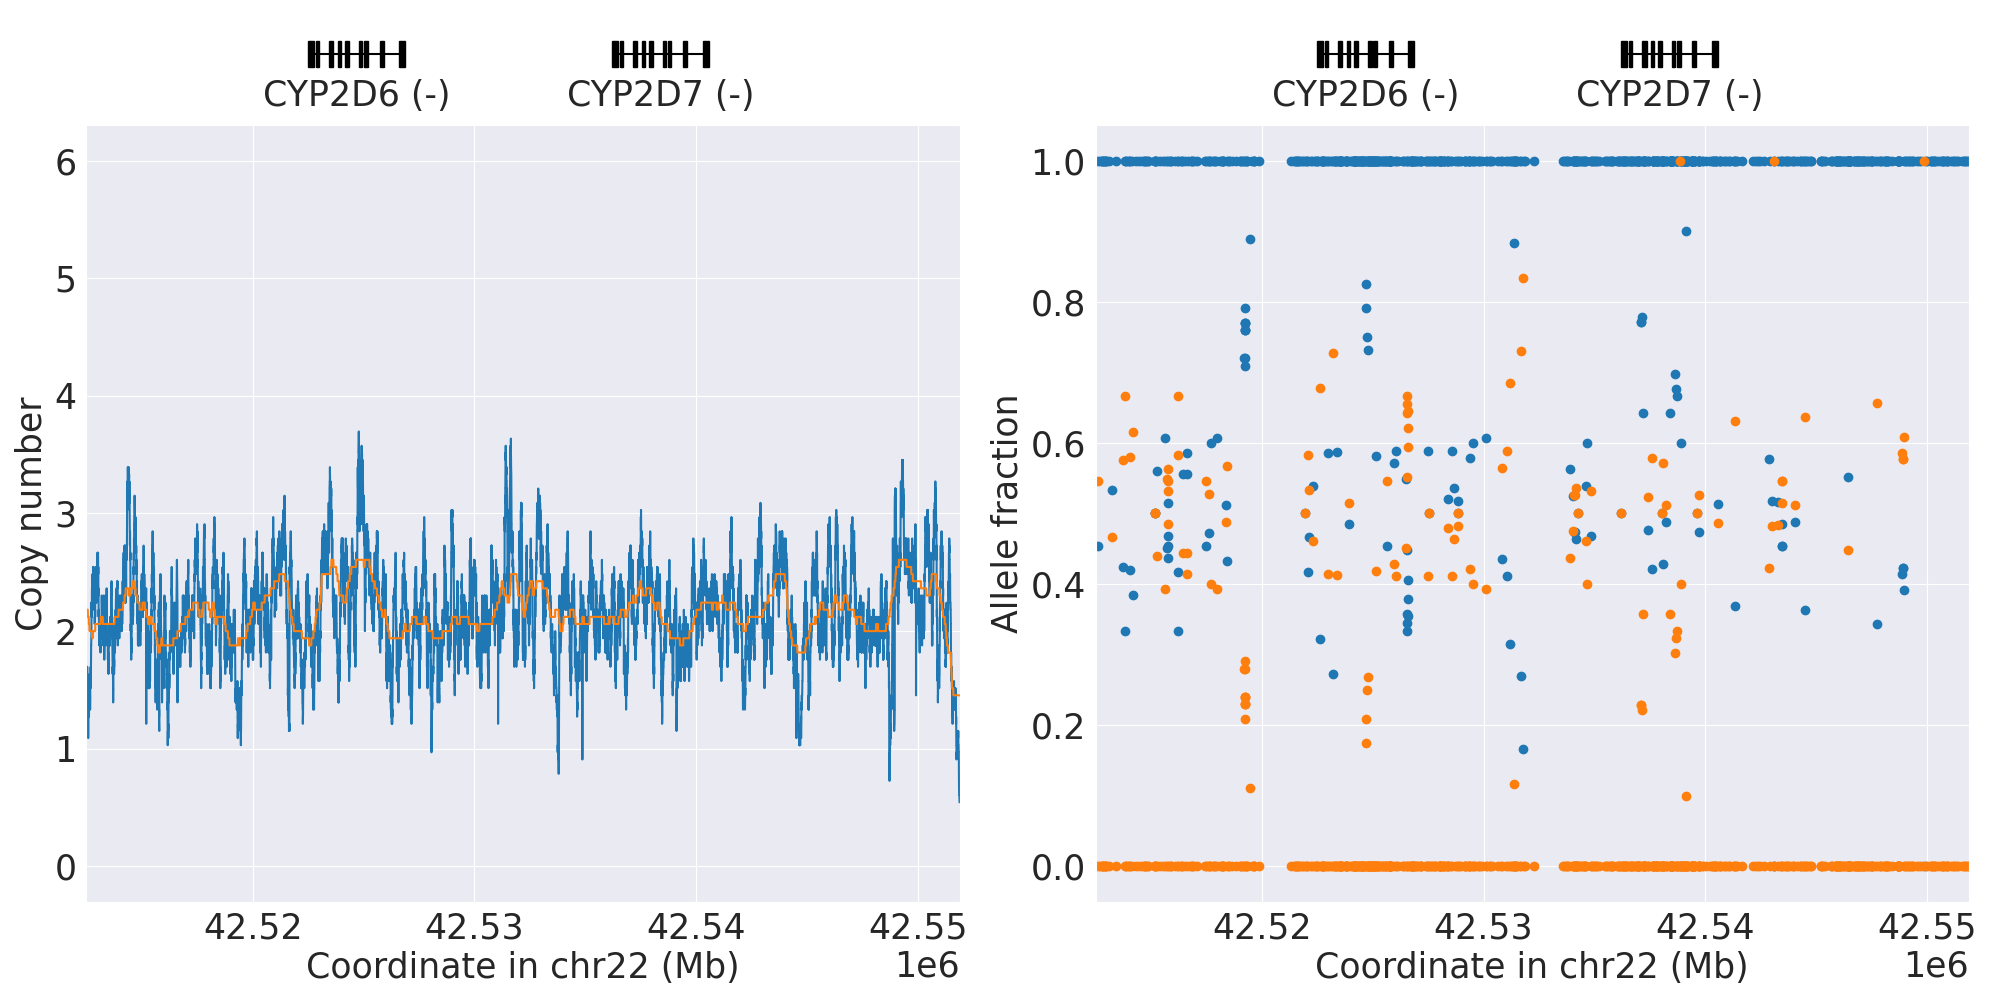 CYP2D6 (-) CYP2D7 (-)
6
5
4
3
2
1
0
Copy number
42.52 42.53 42.54 42.55
Coordinate in chr22 (Mb) 1e6
CYP2D6 (-) CYP2D7 (-)
1.0
0.8
0.6
0.4
0.2
0.0
Allele fraction
42.52 42.53 42.54 42.55
Coordinate in chr22 (Mb) 1e6